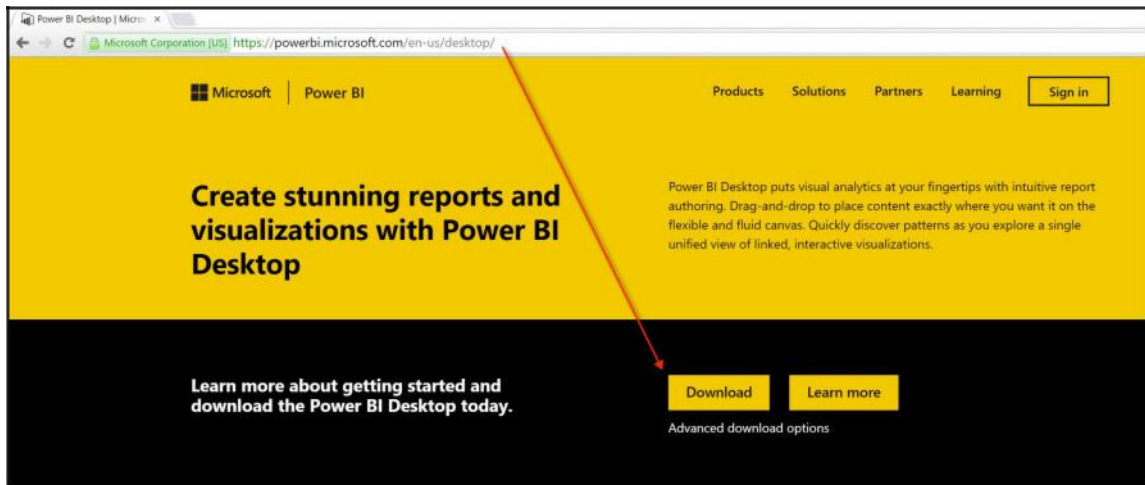 Power BI Desktop | Micro
Microsoft Corporation [US] https://powerbi.microsoft.com/en-us/desktop/
Microsoft | Power BI
Products Solutions Partners Learning Sign in
Create stunning reports and
visualizations with Power BI
Desktop
Power BI Desktop puts visual analytics at your fingertips with intuitive report
authoring. Drag-and-drop to place content exactly where you want it on the
flexible and fluid canvas. Quickly discover patterns as you explore a single
unified view of linked, interactive visualizations.
Learn more about getting started and
download the Power BI Desktop today.
Download Learn more
Advanced download options